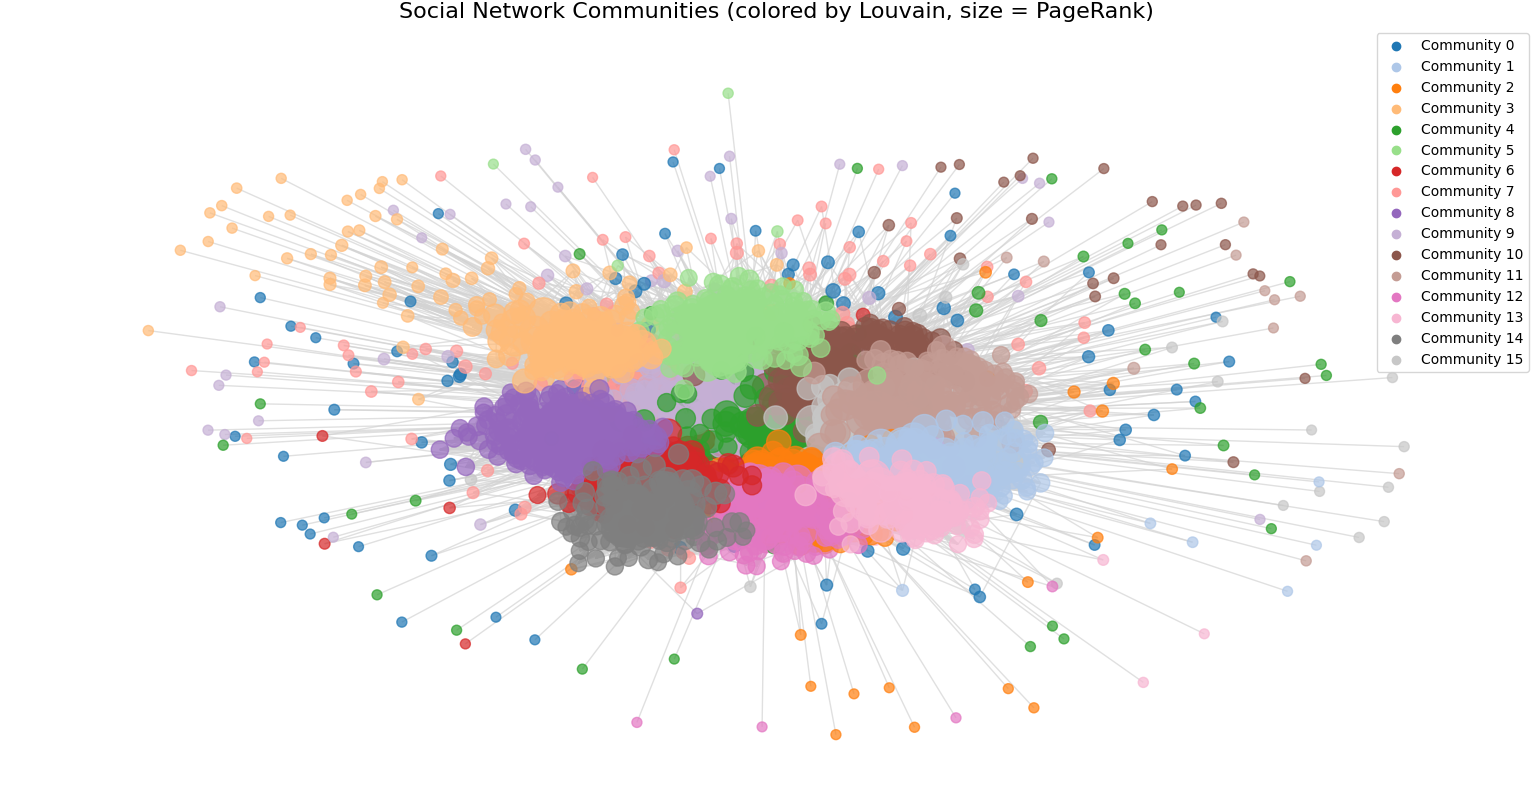 Social Network Communities (colored by Louvain, size = PageRank)
Community 0
Community 1
Community 2
Community 3
Community 4
Community 5
Community 6
Community 7
Community 8
Community 9
Community 10
Community 11
Community 12
Community 13
Community 14
Community 15